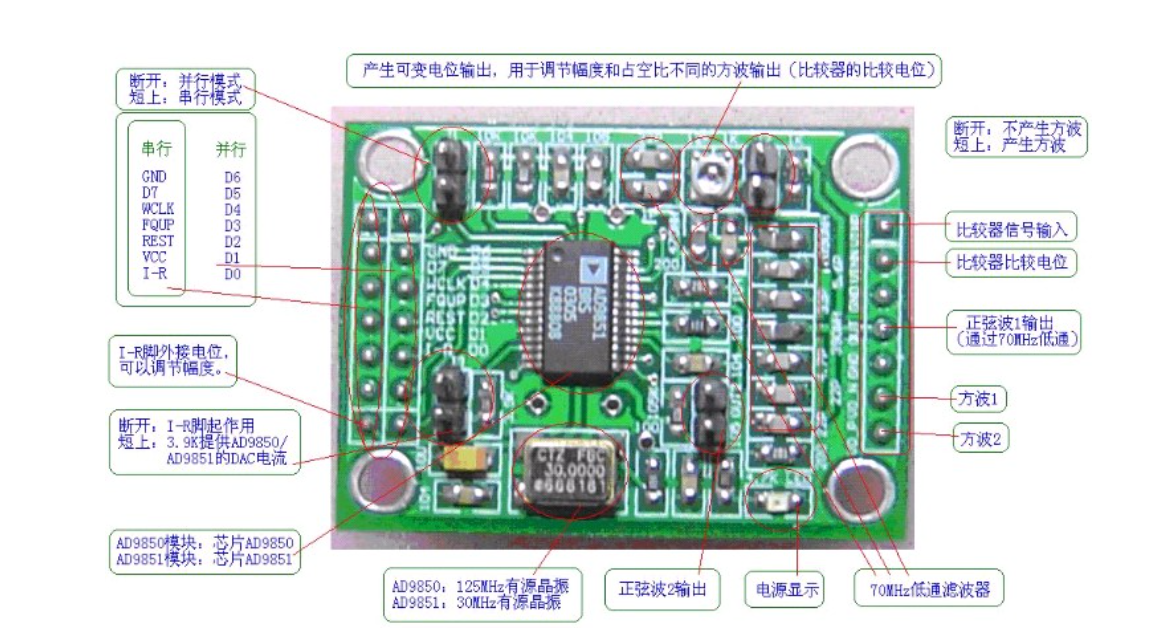 产生可变电位输出，用于调节幅度和占空比不同的方波输出（比较器的比较电位）
断开：并行模式
短上：串行模式
串行 并行
GND D6
D7 D5
WCLK D4
FQUP D3
REST D2
VCC D1
I-R D0
I-R脚外接电位，
可以调节幅度。
断开：I-R脚起作用
短上：3.9K提供AD9850/
AD9851的DAC电流
AD9850模块：芯片AD9850
AD9851模块：芯片AD9851
AD9851
BRS
0305
CTZ F6C
30.0000
断开：不产生方波
短上：产生方波
比较器信号输入
比较器比较电位
正弦波1输出
（通过70MHz低通）
方波1
方波2
AD9850：125MHz有源晶振
AD9851：30MHz有源晶振
正弦波2输出
电源显示
70MHz低通滤波器